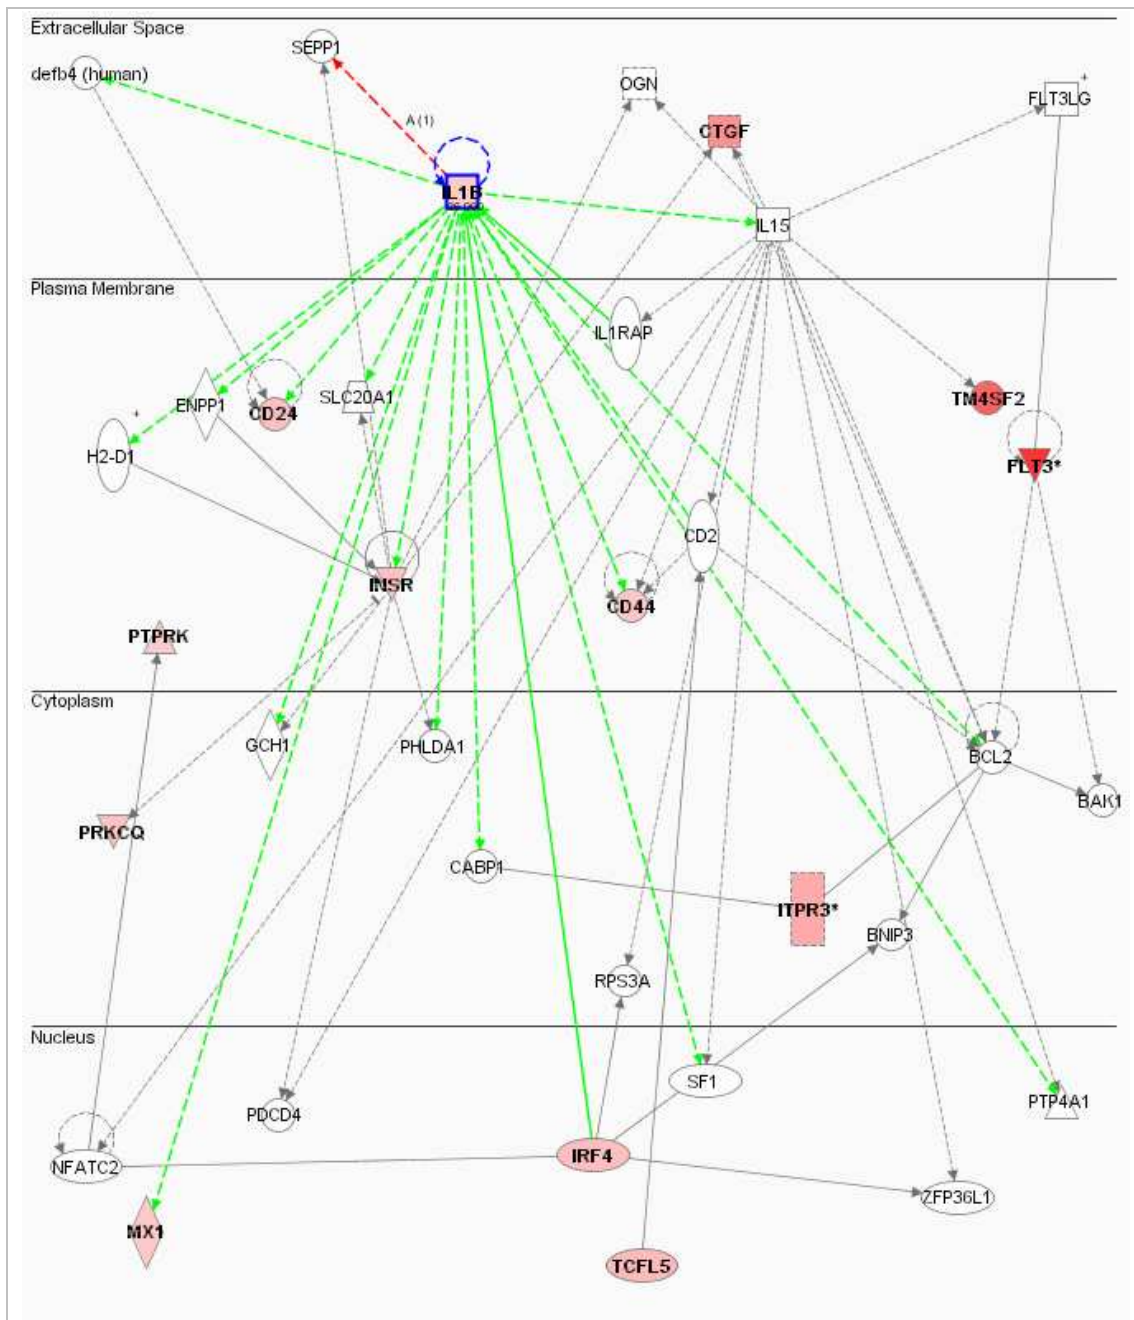 Extracellular Space
SEPP1
defb4 (human)
OGN
FLT3LG
+
A (1)
CTGF
IL1B
IL15
Plasma Membrane
IL1RAP
ENPP1
CD24
SLC20A1
TM4SF2
+
H2-D1
FLT3*
CD2
INSR
CD44
PTPRK
Cytoplasm
GCH1
PHLDA1
BCL2
BAK1
PRKCQ
CABP1
ITPR3*
BNIP3
RPS3A
Nucleus
SF1
PDCD4
PTP4A1
NFATC2
IRF4
ZFP36L1
MX1
TCFL5